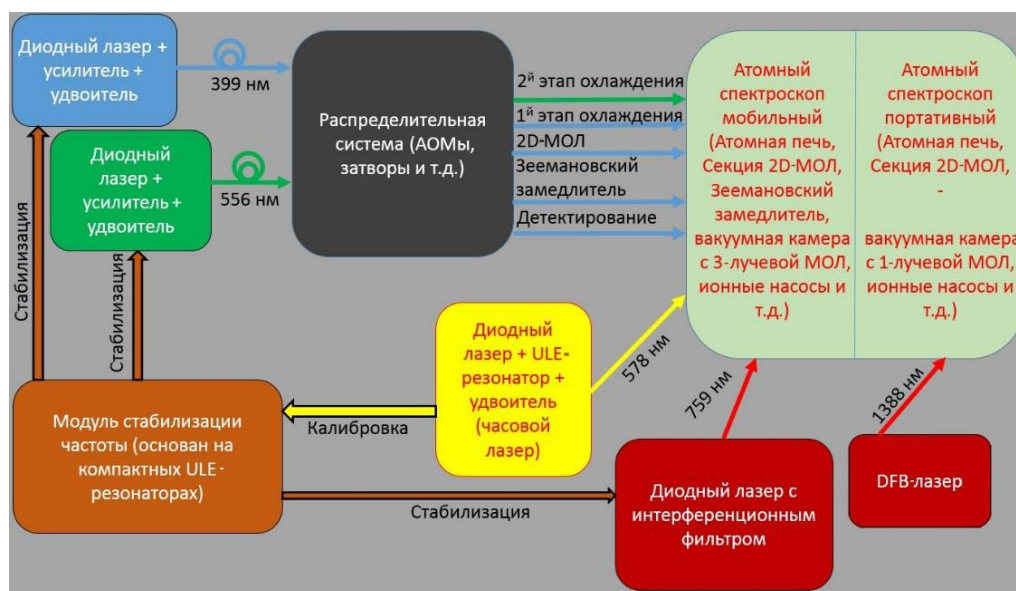 Диодный лазер +
усилитель +
удвоитель
399 нм
Диодный
лазер +
усилитель +
удвоитель
556 нм
Распределительная
система (АОМы,
затворы и т.д.)
2й этап охлаждения
1й этап охлаждения
2D-МОЛ
Зеемановский
замедлитель
Детектирование
Атомный
спектроскоп
мобильный
(Атомная печь,
Секция 2D-МОЛ,
Зеемановский
замедлитель,
вакуумная камера
с 3-лучевой МОЛ,
ионные насосы и
т.д.)
Атомный
спектроскоп
портативный
(Атомная печь,
Секция 2D-МОЛ,
-
вакуумная камера
с 1-лучевой МОЛ,
ионные насосы и
т.д.)
Стабилизация
Стабилизация
Диодный
лазер + ULE-
резонатор +
удвоитель
(часовой
лазер)
578 нм
759 нм
1388 нм
Калибровка
Модуль стабилизации
частоты (основан на
компактных ULE-
резонаторах)
Стабилизация
Диодный лазер с
интерференционным
фильтром
DFB-лазер